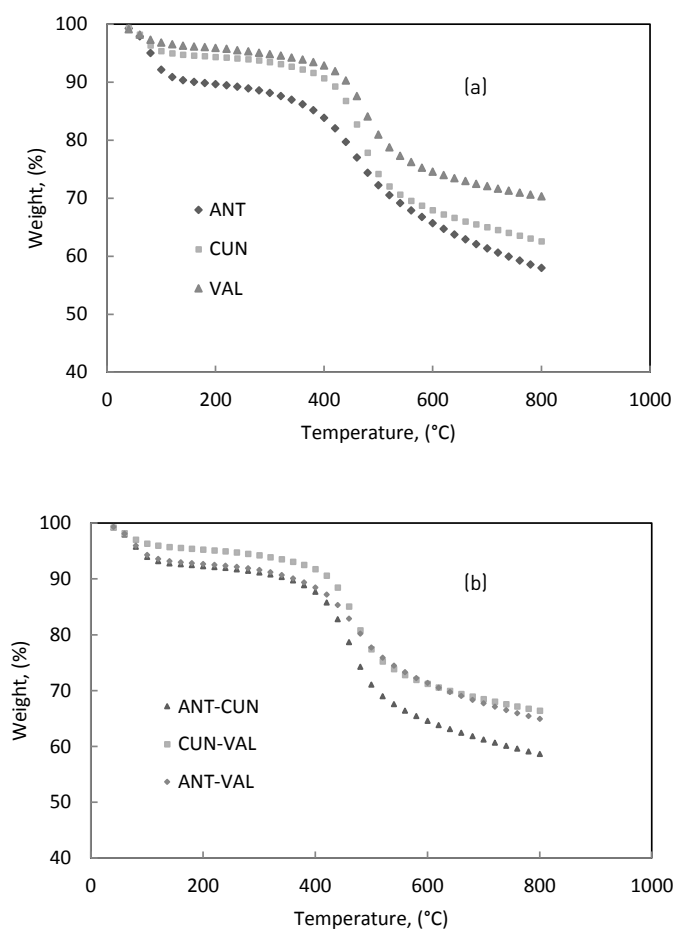 100
90
80
70
60
50
40
Weight, (%)
(a)
ANT
CUN
VAL
0 200 400 600 800 1000
Temperature, (°C)
100
90
80
70
60
50
40
Weight, (%)
(b)
ANT-CUN
CUN-VAL
ANT-VAL
0 200 400 600 800 1000
Temperature, (°C)